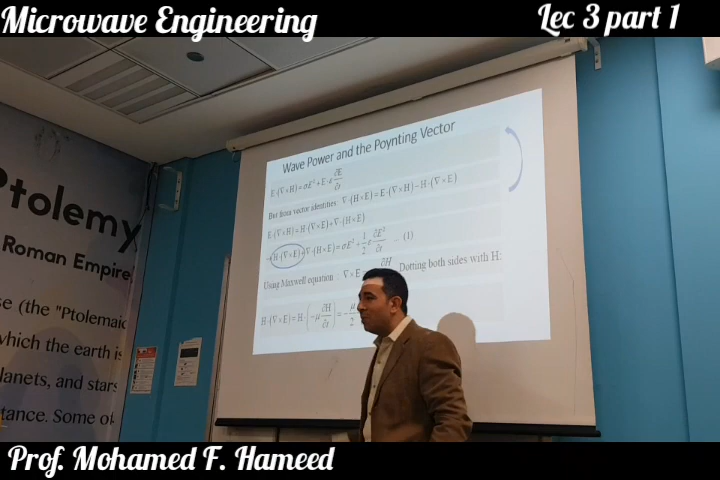 Microwave Engineering
Lec 3 part 1
Wave Power and the Poynting Vector
E·(∇×H)=σE²+E·ε ∂E/∂t
But from vector identities: ∇·(H×E)=E·(∇×H)−H·(∇×E)
E·(∇×H)=H·(∇×E)+∇·(H×E)
H·(∇×E)+∇·(H×E)=σE²+ 1/2 ε ∂E²/∂t (1)
Using Maxwell equation : ∇×E ∂H Dotting both sides with H:
H·(∇×E)=H·(−μ ∂H/∂t)=− μ/2
Ptolemy
Roman Empire
se (the "Ptolemaic
which the earth is
lanets, and stars
tance. Some of
Prof. Mohamed F. Hameed